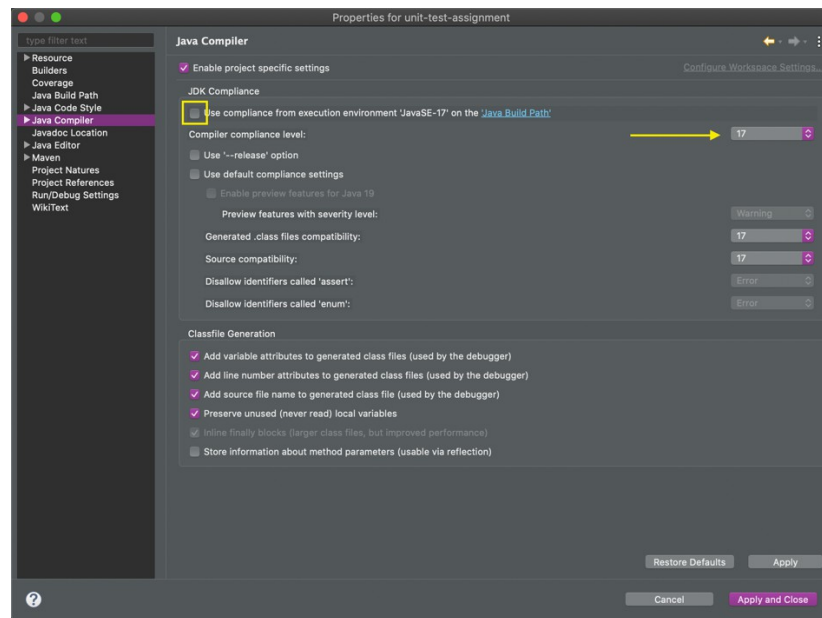 Properties for unit-test-assignment
type filter text
Resource
Builders
Coverage
Java Build Path
Java Code Style
Java Compiler
Javadoc Location
Java Editor
Maven
Project Natures
Project References
Run/Debug Settings
WikiText
Java Compiler
Enable project specific settings
Configure Workspace Settings...
JDK Compliance
Use compliance from execution environment 'JavaSE-17' on the 'Java Build Path'
Compiler compliance level: 17
Use '--release' option
Use default compliance settings
Enable preview features for Java 19
Preview features with severity level: Warning
Generated .class files compatibility: 17
Source compatibility: 17
Disallow identifiers called 'assert': Error
Disallow identifiers called 'enum': Error
Classfile Generation
Add variable attributes to generated class files (used by the debugger)
Add line number attributes to generated class files (used by the debugger)
Add source file name to generated class file (used by the debugger)
Preserve unused (never read) local variables
Inline finally blocks (larger class files, but improved performance)
Store information about method parameters (usable via reflection)
Restore Defaults Apply
? Cancel Apply and Close